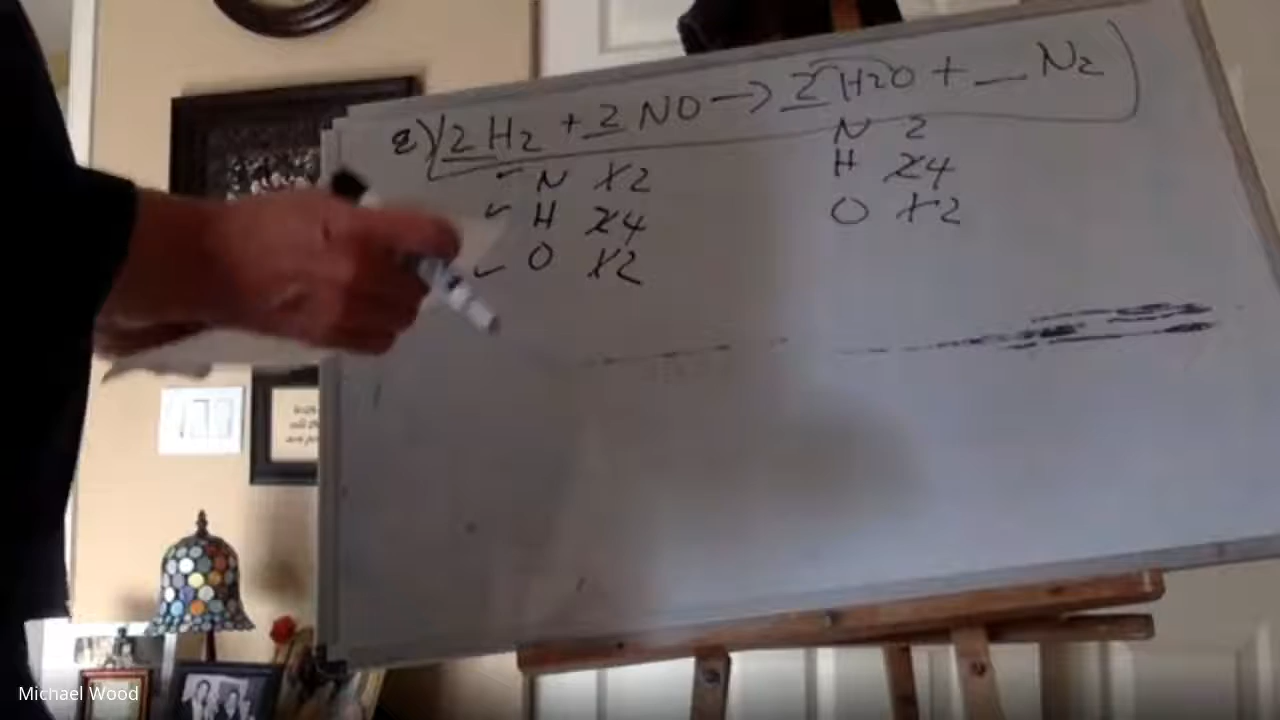 e) 2 H2 + 2 NO → 2 H2O + __ N2
N 1 2 N 2
H 2 4 H 2 4
O 1 2 O 1 2
Michael Wood